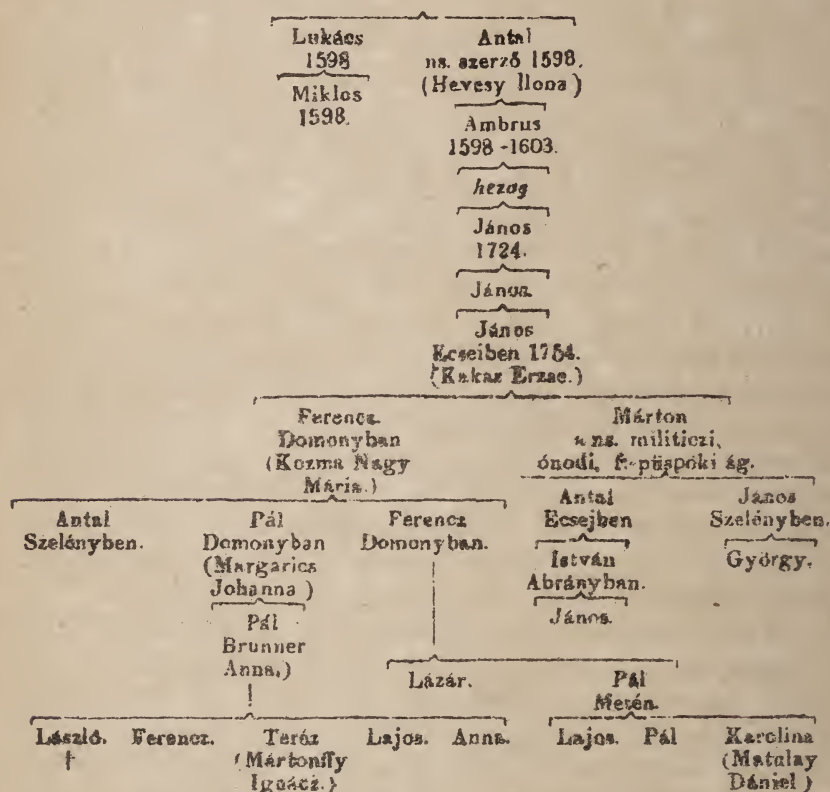 Lukács Antal
1598 ns. szerző 1598.
Miklos (Hevesy Ilona)
1598. Ambrus
1598-1603.
hezag
János
1724.
János.
János
Ecseiben 1754.
(Kakaz Erzse.)
Ferencz Márton
Domonyban a ns. militiczi,
(Kozma Nagy ónodi, f.-püspöki ág.
Mária.)
Antal Pál Ferencz Antal János
Szelényben. Domonyban Domonyban. Ecsejben Szelényben.
(Margarics István György.
Johanna) Abrányban.
Pál János.
Brunner
Anna.) Lázár. Pál
Metén.
László. Ferencz. Teréz Lajos. Anna. Lajos. Pál Karolina
† (Mártonffy (Matolay
Ignácz.) Dániel)